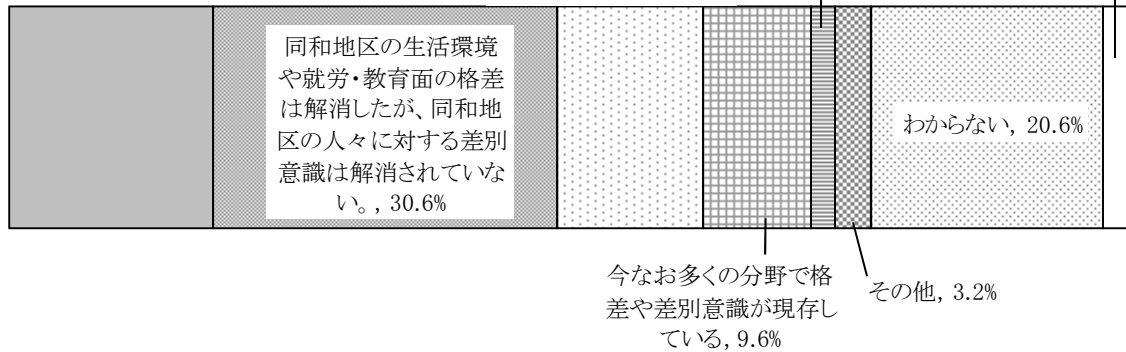 同和地区の生活環境
や就労・教育面の格差
は解消したが、同和地
区の人々に対する差別
意識は解消されていな
い。, 30.6%
わからない, 20.6%
今なお多くの分野で格
差や差別意識が現存し
ている, 9.6%
その他, 3.2%